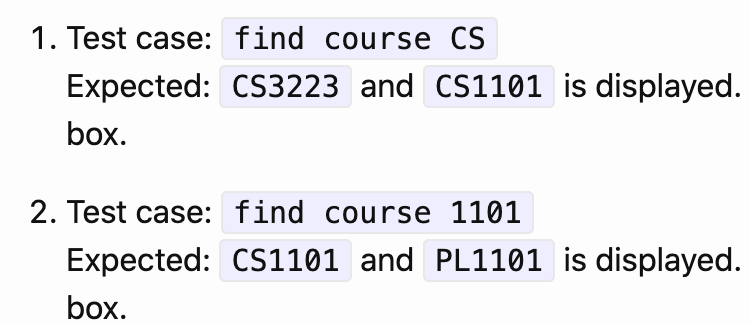 1. Test case: find course CS
Expected: CS3223 and CS1101 is displayed.
box.
2. Test case: find course 1101
Expected: CS1101 and PL1101 is displayed.
box.